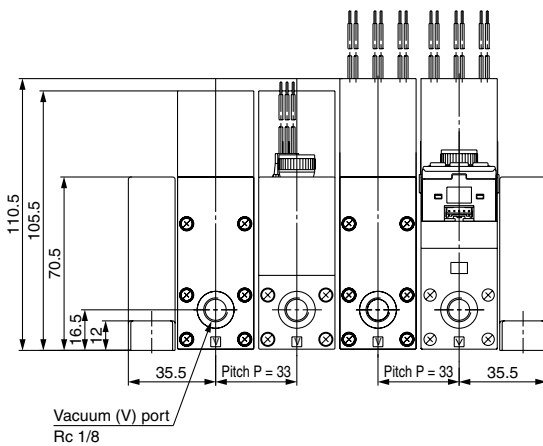 110.5
105.5
70.5
16.5
12
V
V
V
V
35.5
Pitch P = 33
Pitch P = 33
35.5
Vacuum (V) port
Rc 1/8